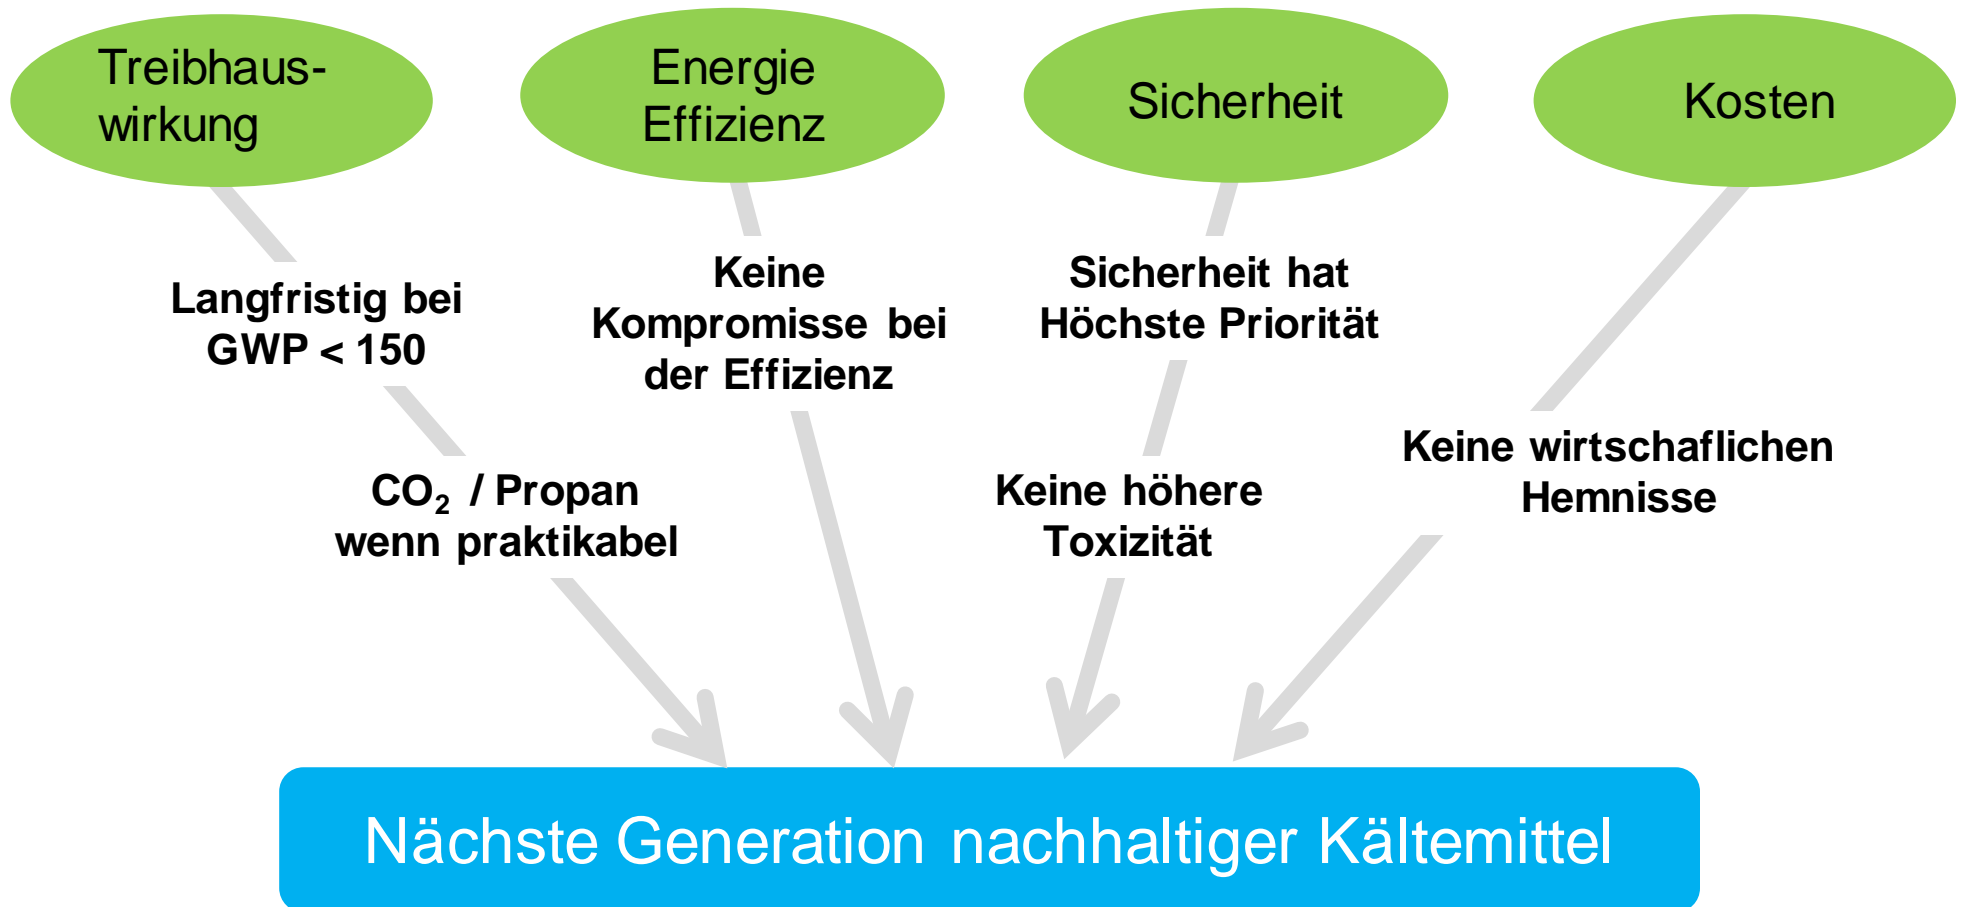 Treibhaus-
wirkung
Energie
Effizienz
Sicherheit
Kosten
Langfristig bei
GWP < 150
CO₂ / Propan
wenn praktikabel
Keine
Kompromisse bei
der Effizienz
Sicherheit hat
Höchste Priorität
Keine höhere
Toxizität
Keine wirtschaflichen
Hemnisse
Nächste Generation nachhaltiger Kältemittel